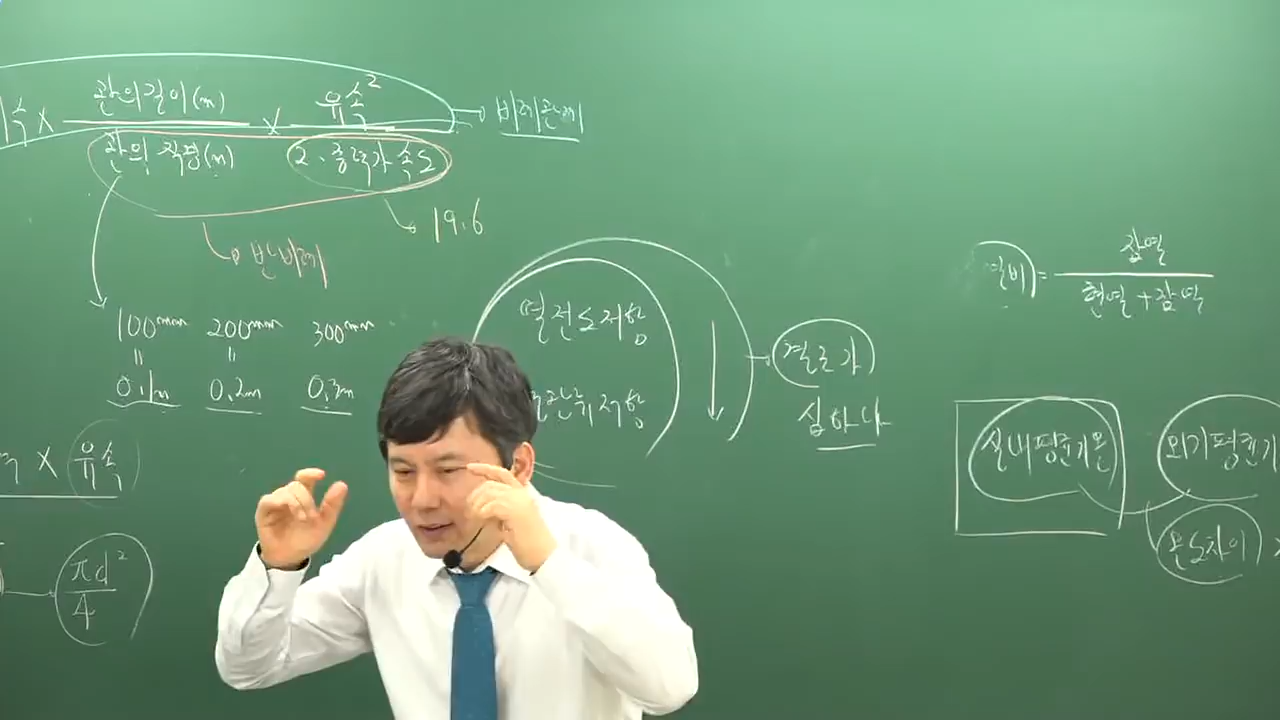 관의길이(m)
유속²
× × → 비례관계
관의 직경(m)
2·중력가속도
19.6
반비례
100mm 200mm 300mm
= = 
0.1m 0.2m 0.3m
× 유속
πd²
4
열전도저항
결로가
심하다
열비 = 
잠열
현열+잠열
실내평균기온
외기평균기
온도차이